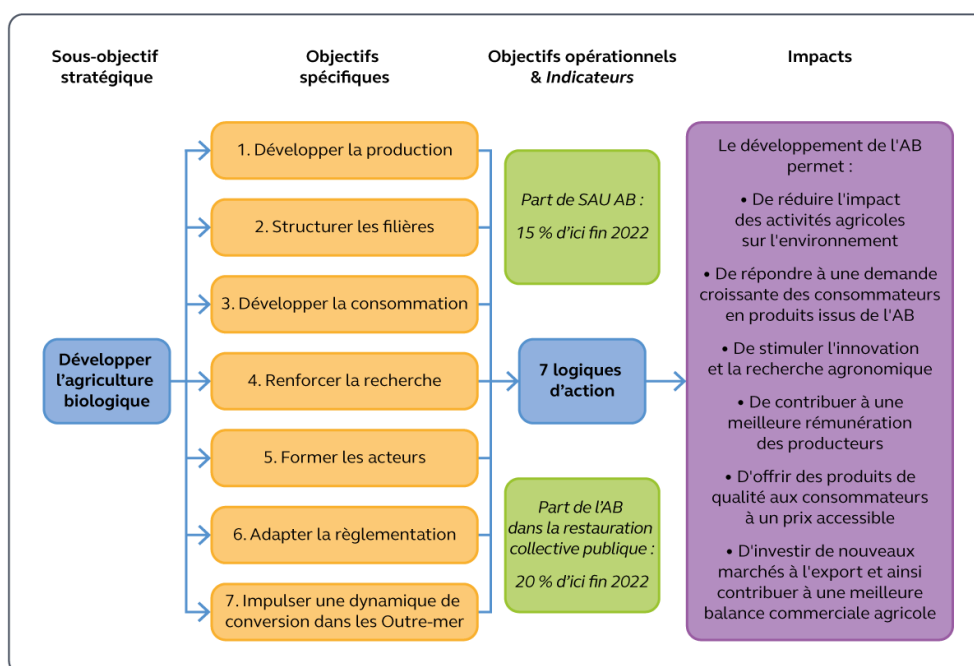 Sous-objectif
stratégique
Objectifs
spécifiques
Objectifs opérationnels
& Indicateurs
Impacts
Développer
l'agriculture
biologique
1. Développer la production
2. Structurer les filières
3. Développer la consommation
4. Renforcer la recherche
5. Former les acteurs
6. Adapter la règlementation
7. Impulser une dynamique de
conversion dans les Outre-mer
Part de SAU AB :
15 % d'ici fin 2022
7 logiques
d'action
Part de l'AB
dans la restauration
collective publique :
20 % d'ici fin 2022
Le développement de l'AB
permet :
• De réduire l'impact
des activités agricoles
sur l'environnement
• De répondre à une demande
croissante des consommateurs
en produits issus de l'AB
• De stimuler l'innovation
et la recherche agronomique
• De contribuer à une
meilleure rémunération
des producteurs
• D'offrir des produits de
qualité aux consommateurs
à un prix accessible
• D'investir de nouveaux
marchés à l'export et ainsi
contribuer à une meilleure
balance commerciale agricole